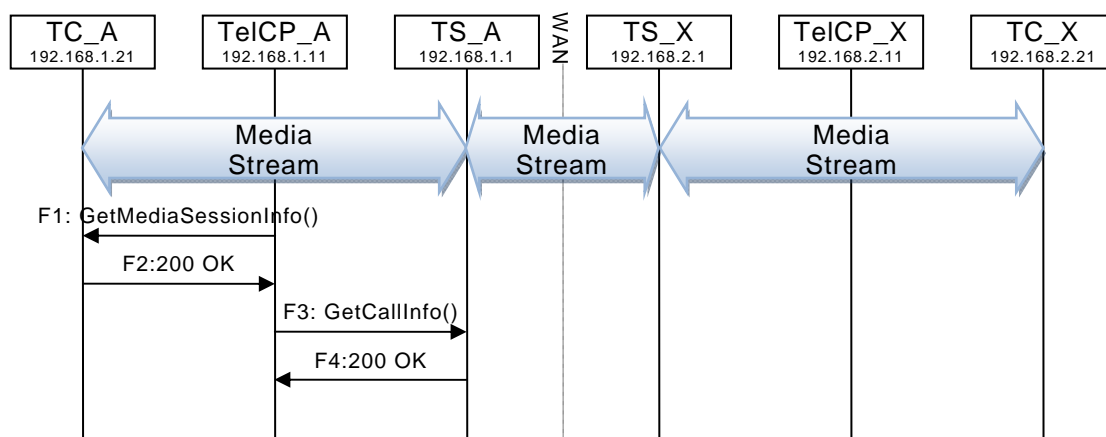 TC_A
192.168.1.21
TelCP_A
192.168.1.11
TS_A
192.168.1.1
WAN
TS_X
192.168.2.1
TelCP_X
192.168.2.11
TC_X
192.168.2.21
Media
Stream
Media
Stream
Media
Stream
F1: GetMediaSessionInfo()
F2:200 OK
F3: GetCallInfo()
F4:200 OK